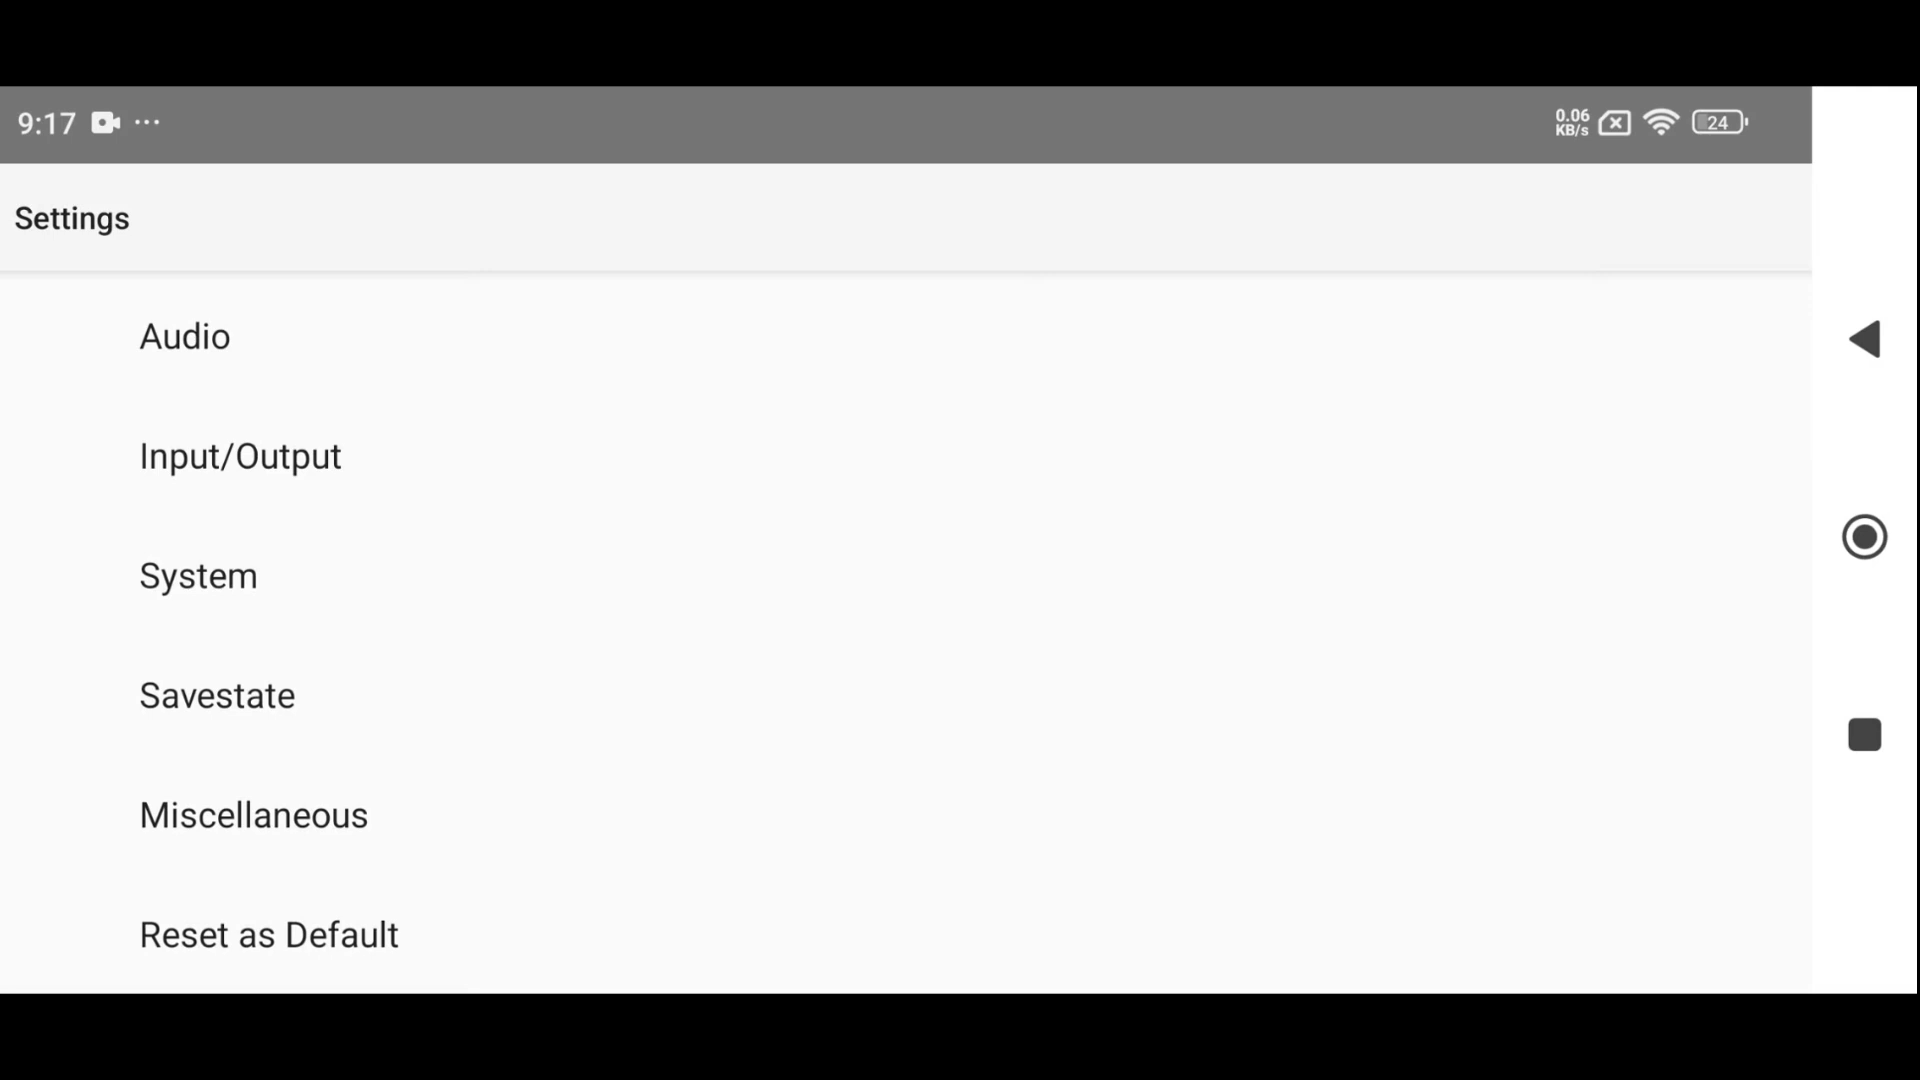 9:17 ...
0.06
KB/s
24
Settings
Audio
Input/Output
System
Savestate
Miscellaneous
Reset as Default